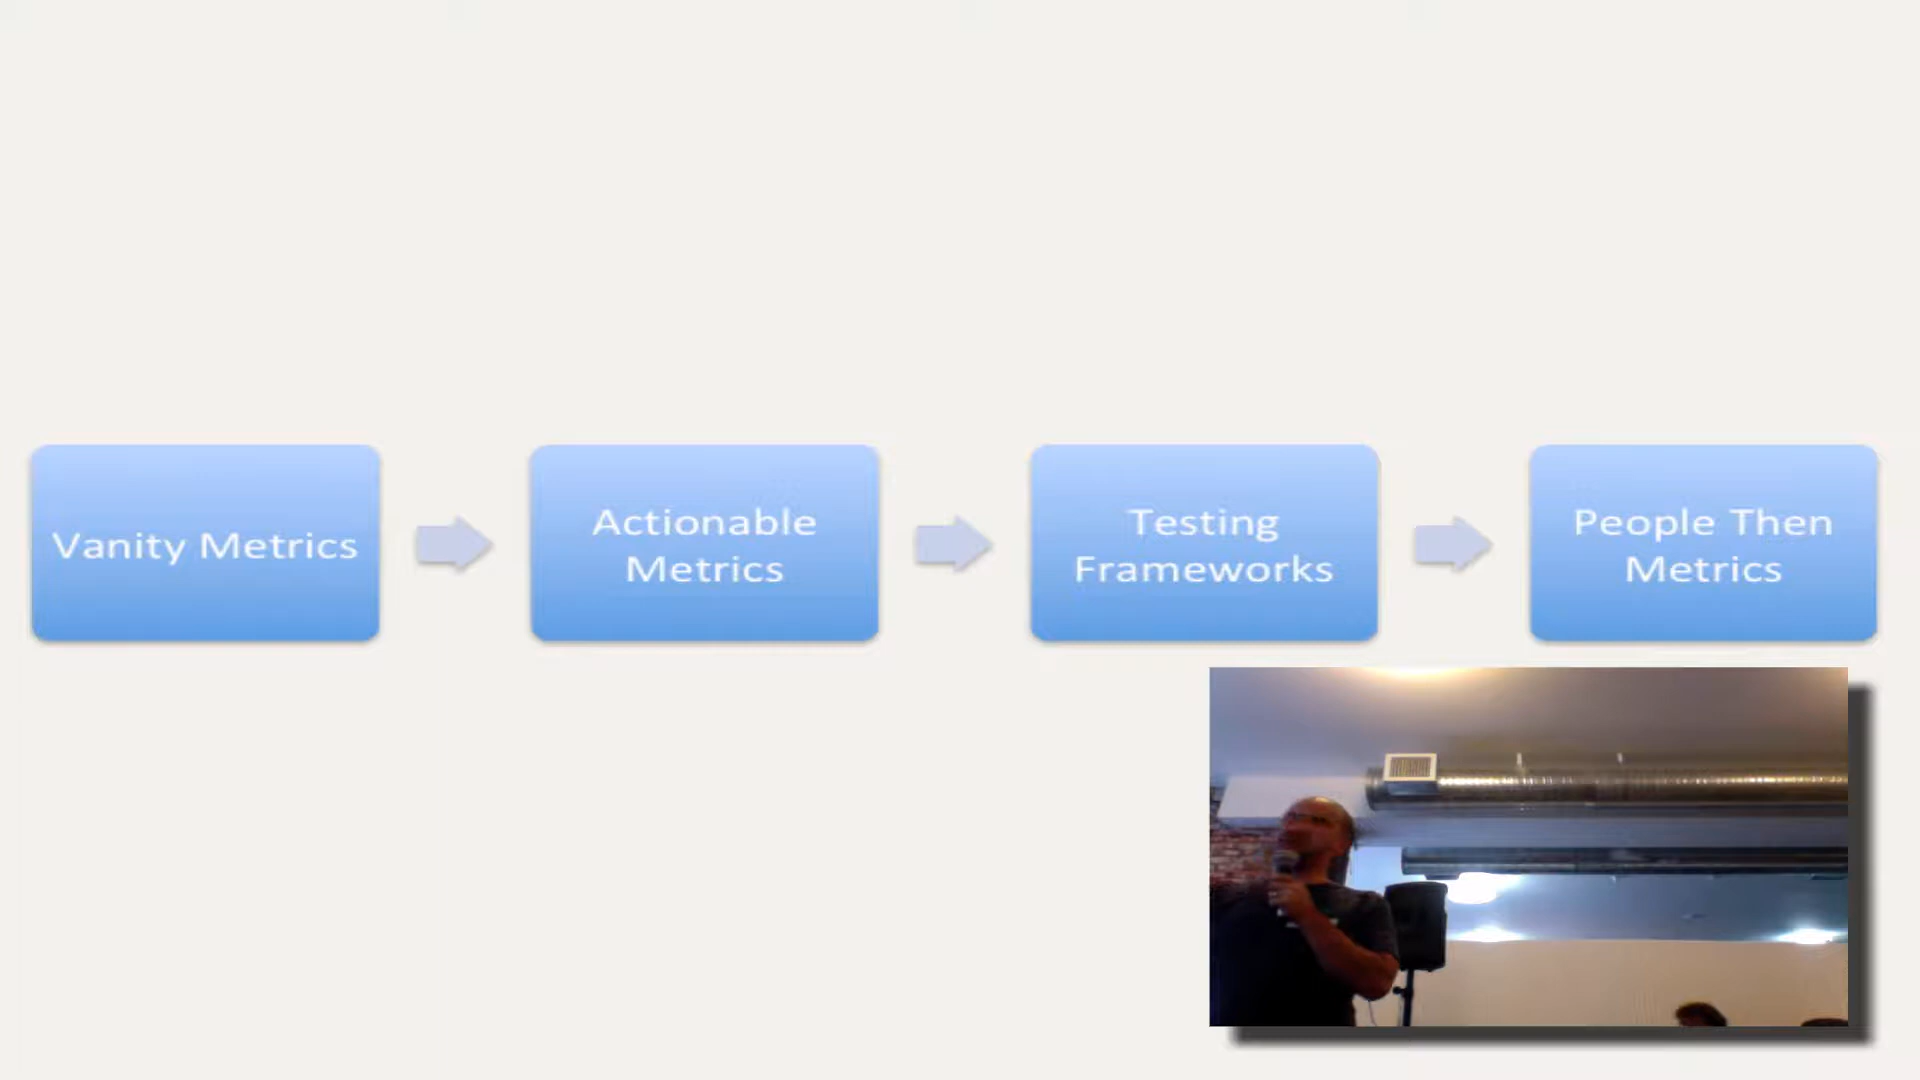 Vanity Metrics
Actionable
Metrics
Testing
Frameworks
People Then
Metrics